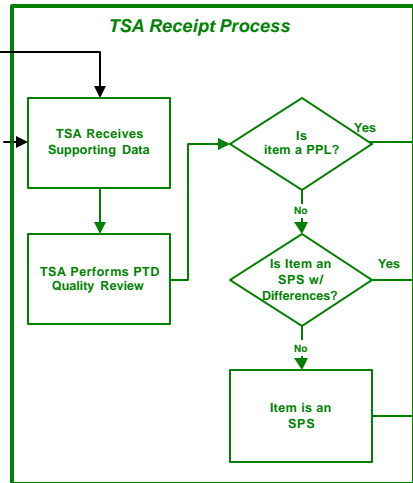 TSA Receipt Process
TSA Receives
Supporting Data
TSA Performs PTD
Quality Review
Is
item a PPL?
Yes
No
Is Item an
SPS w/
Differences?
Yes
No
Item is an
SPS